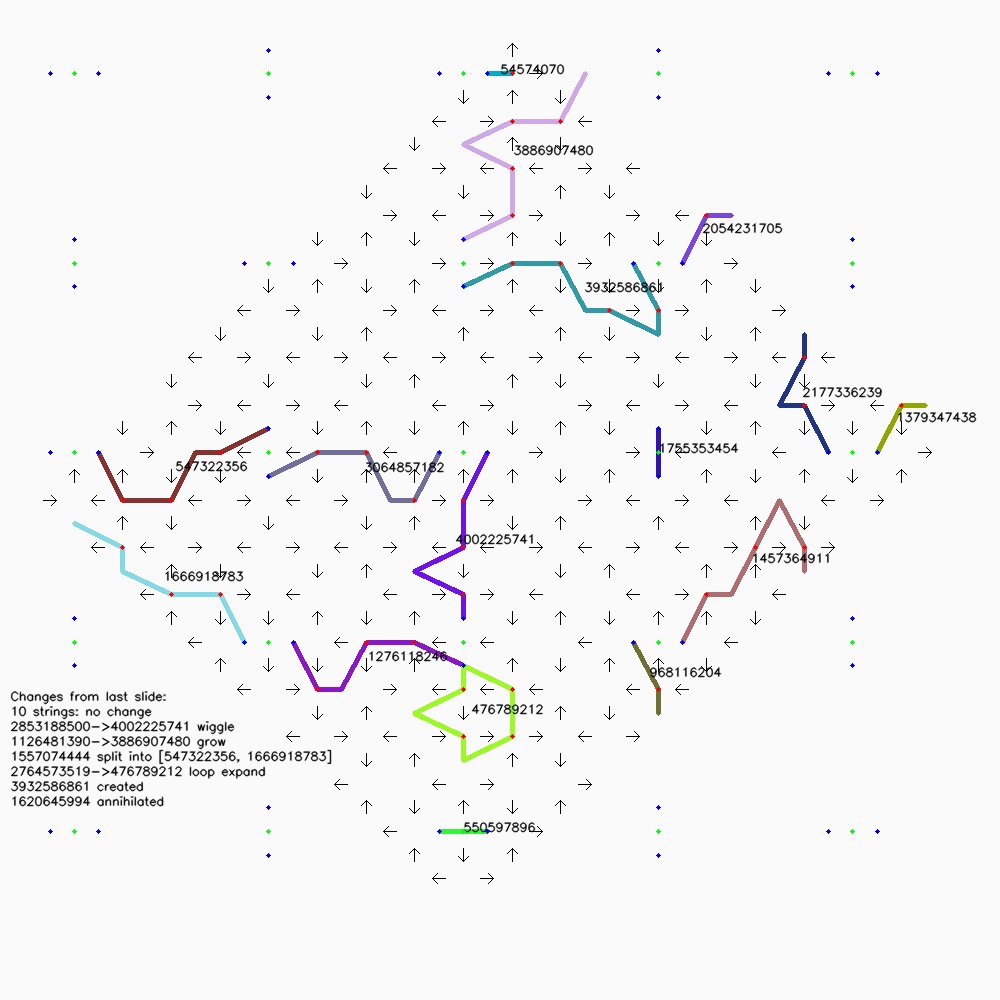 54574070
3886907480
2054231705
3932586861
2177336239
1379347438
1755353454
547322356
3064857182
4002225741
1457364911
1666918783
1276118246
968116204
476789212
Changes from last slide:
10 strings: no change
2853188500->4002225741 wiggle
1126481390->3886907480 grow
1557074444 split into [547322356, 1666918783]
2764573519->476789212 loop expand
3932586861 created
1620645994 annihilated
550597896